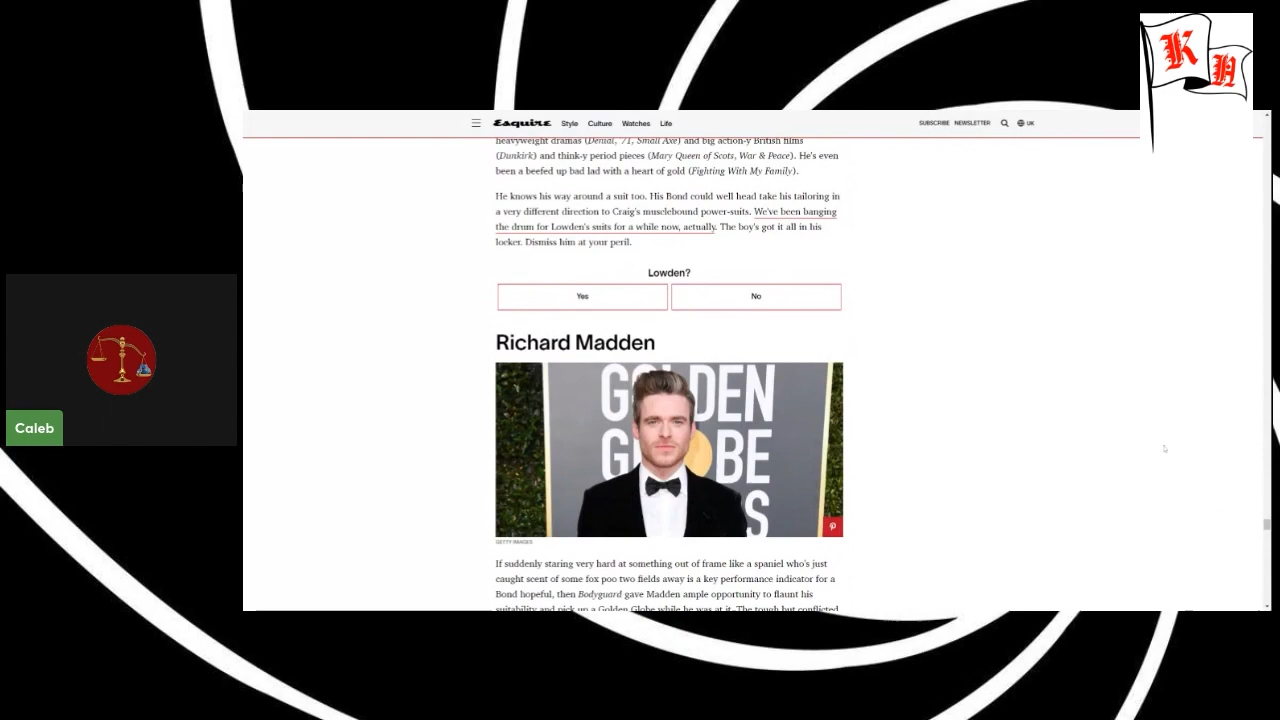 K H
Esquire Style Culture Watches Life SUBSCRIBE NEWSLETTER UK
heavyweight dramas (Denial, '71, Small Axe) and big action-y British films
(Dunkirk) and think-y period pieces (Mary Queen of Scots, War & Peace). He's even
been a beefed up bad lad with a heart of gold (Fighting With My Family).
He knows his way around a suit too. His Bond could well head take his tailoring in
a very different direction to Craig's musclebound power-suits. We've been banging
the drum for Lowden's suits for a while now, actually. The boy's got it all in his
locker. Dismiss him at your peril.
Lowden?
Yes No
Richard Madden
GOLDEN
GLOBE
S
GETTY IMAGES
If suddenly staring very hard at something out of frame like a spaniel who's just
caught scent of some fox poo two fields away is a key performance indicator for a
Bond hopeful, then Bodyguard gave Madden ample opportunity to flaunt his
suitability and pick up a Golden Globe while he was at it. The tough but conflicted
Caleb